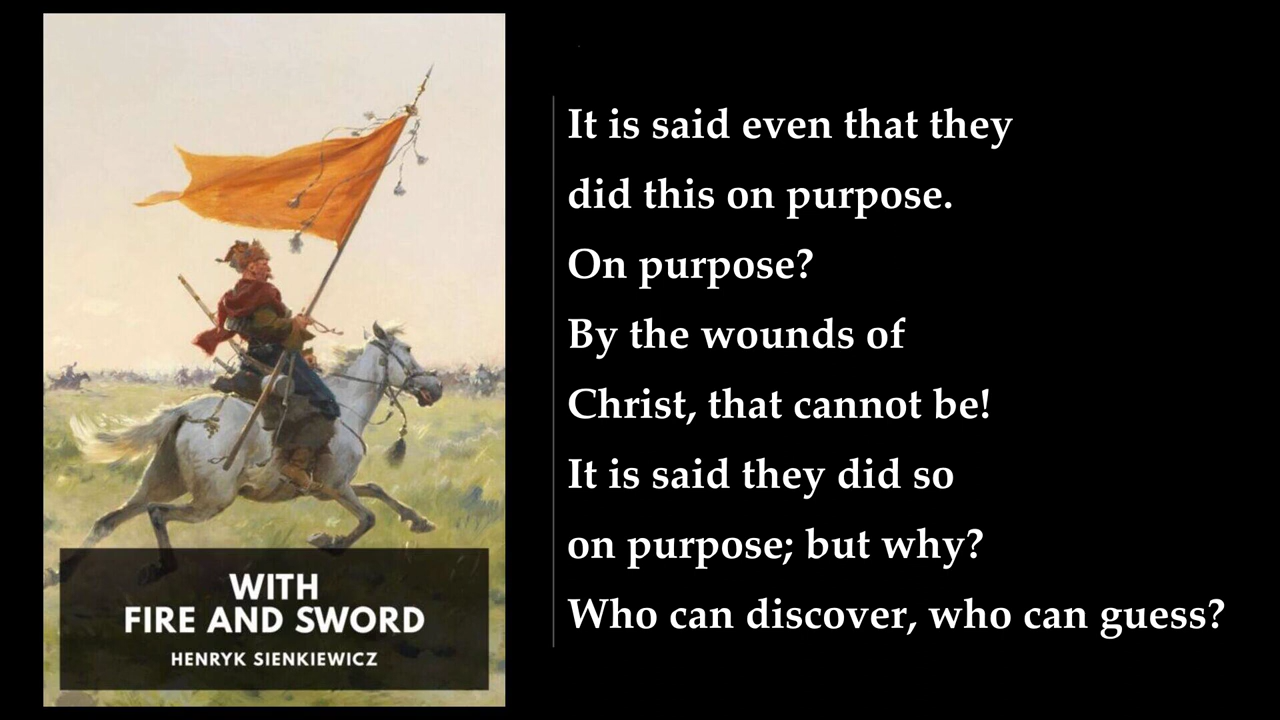 WITH
FIRE AND SWORD
HENRYK SIENKIEWICZ
It is said even that they
did this on purpose.
On purpose?
By the wounds of
Christ, that cannot be!
It is said they did so
on purpose; but why?
Who can discover, who can guess?